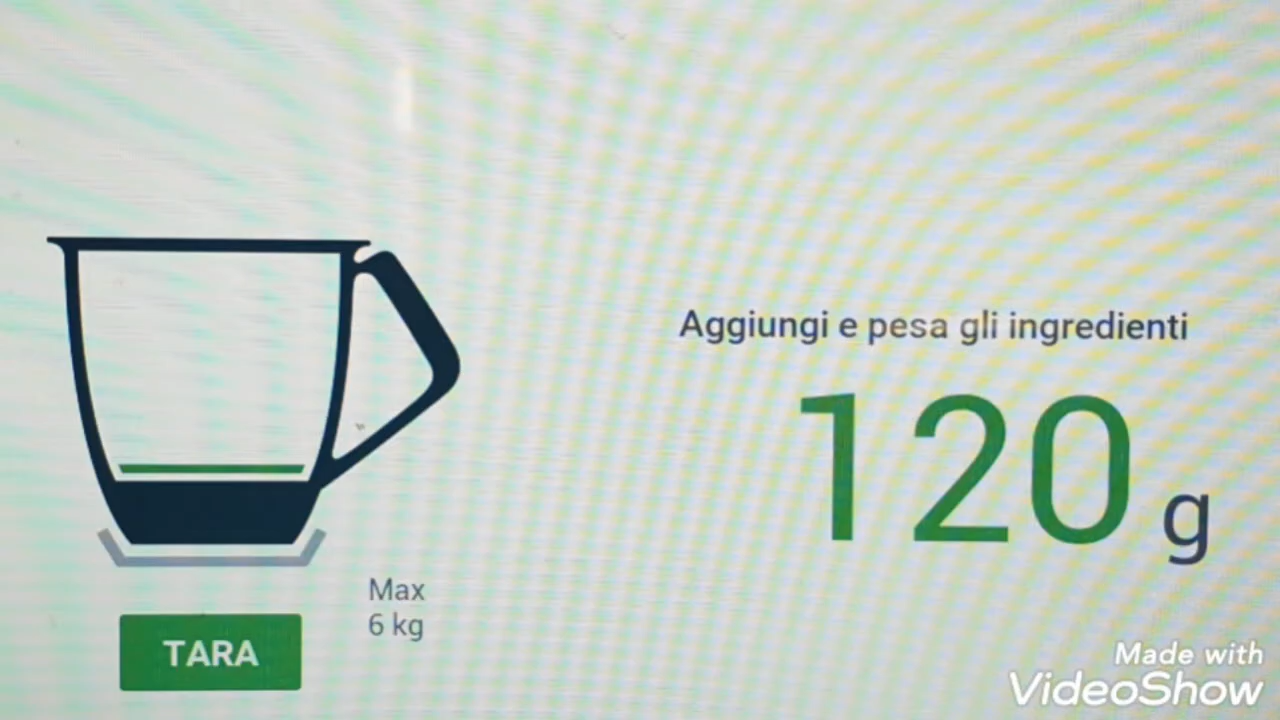 Aggiungi e pesa gli ingredienti
120 g
Max
6 kg
TARA
Made with
VideoShow